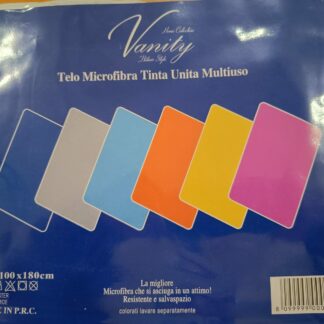 Home Collection
Vanity
Italian Style
Telo Microfibra Tinta Unita Multiuso
100x180cm
IN P.R.C.
La migliore
Microfibra che si asciuga in un attimo!
Resistente e salvaspazio
colorati lavare separatamente